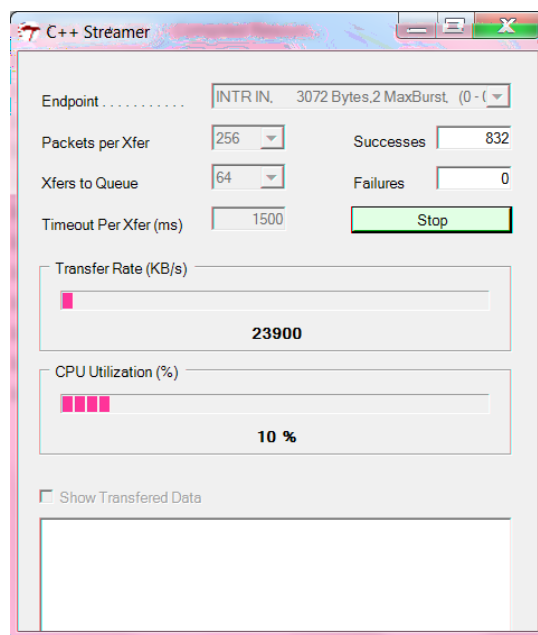 C++ Streamer
Endpoint . . . . . . . . . . . INTR IN, 3072 Bytes,2 MaxBurst, (0 - (
Packets per Xfer 256 Successes 832
Xfers to Queue 64 Failures 0
Timeout Per Xfer (ms) 1500 Stop
Transfer Rate (KB/s)
23900
CPU Utilization (%)
10 %
Show Transfered Data